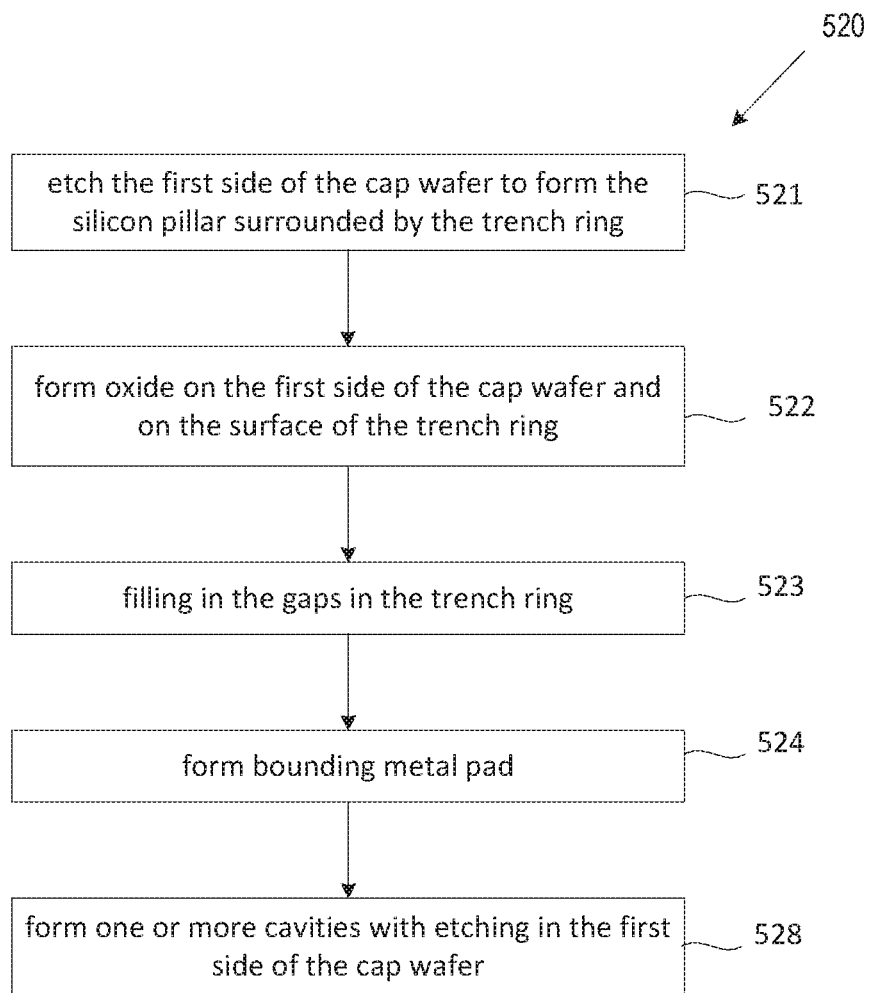 520
etch the first side of the cap wafer to form the
silicon pillar surrounded by the trench ring
521
form oxide on the first side of the cap wafer and
on the surface of the trench ring
522
filling in the gaps in the trench ring
523
form bounding metal pad
524
form one or more cavities with etching in the first
side of the cap wafer
528